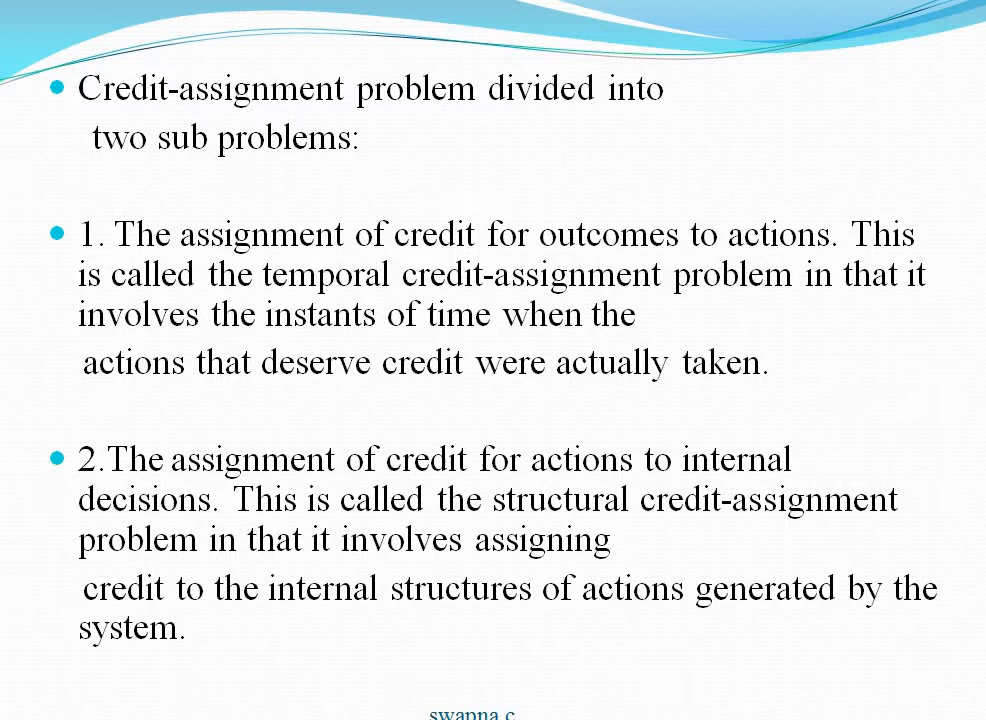 Credit-assignment problem divided into
two sub problems:
1. The assignment of credit for outcomes to actions. This
is called the temporal credit-assignment problem in that it
involves the instants of time when the
actions that deserve credit were actually taken.
2.The assignment of credit for actions to internal
decisions. This is called the structural credit-assignment
problem in that it involves assigning
credit to the internal structures of actions generated by the
system.
swapna.c